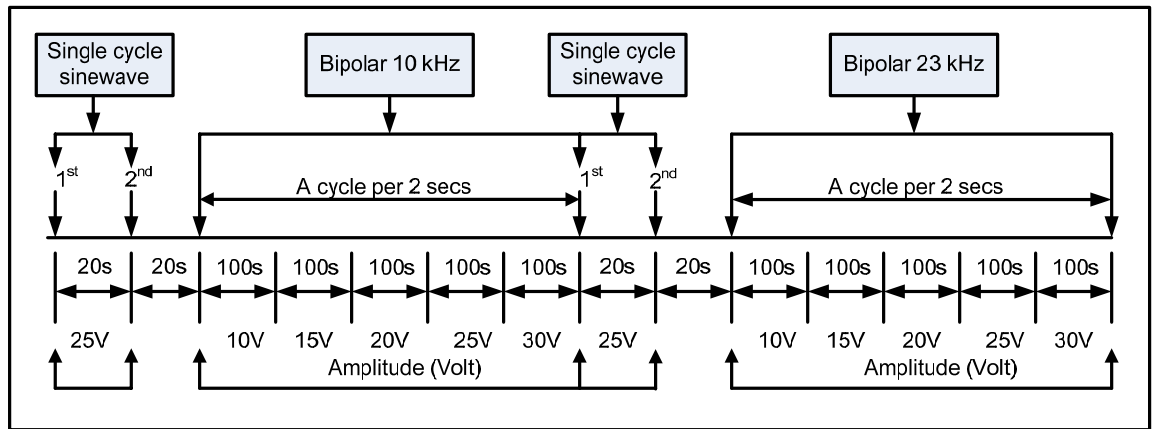 Single cycle
sinewave
Bipolar 10 kHz
Single cycle
sinewave
Bipolar 23 kHz
1st 2nd A cycle per 2 secs 1st 2nd A cycle per 2 secs
20s 20s 100s 100s 100s 100s 100s 20s 20s 100s 100s 100s 100s 100s
25V 10V 15V 20V 25V 30V 25V 10V 15V 20V 25V 30V
Amplitude (Volt) Amplitude (Volt)